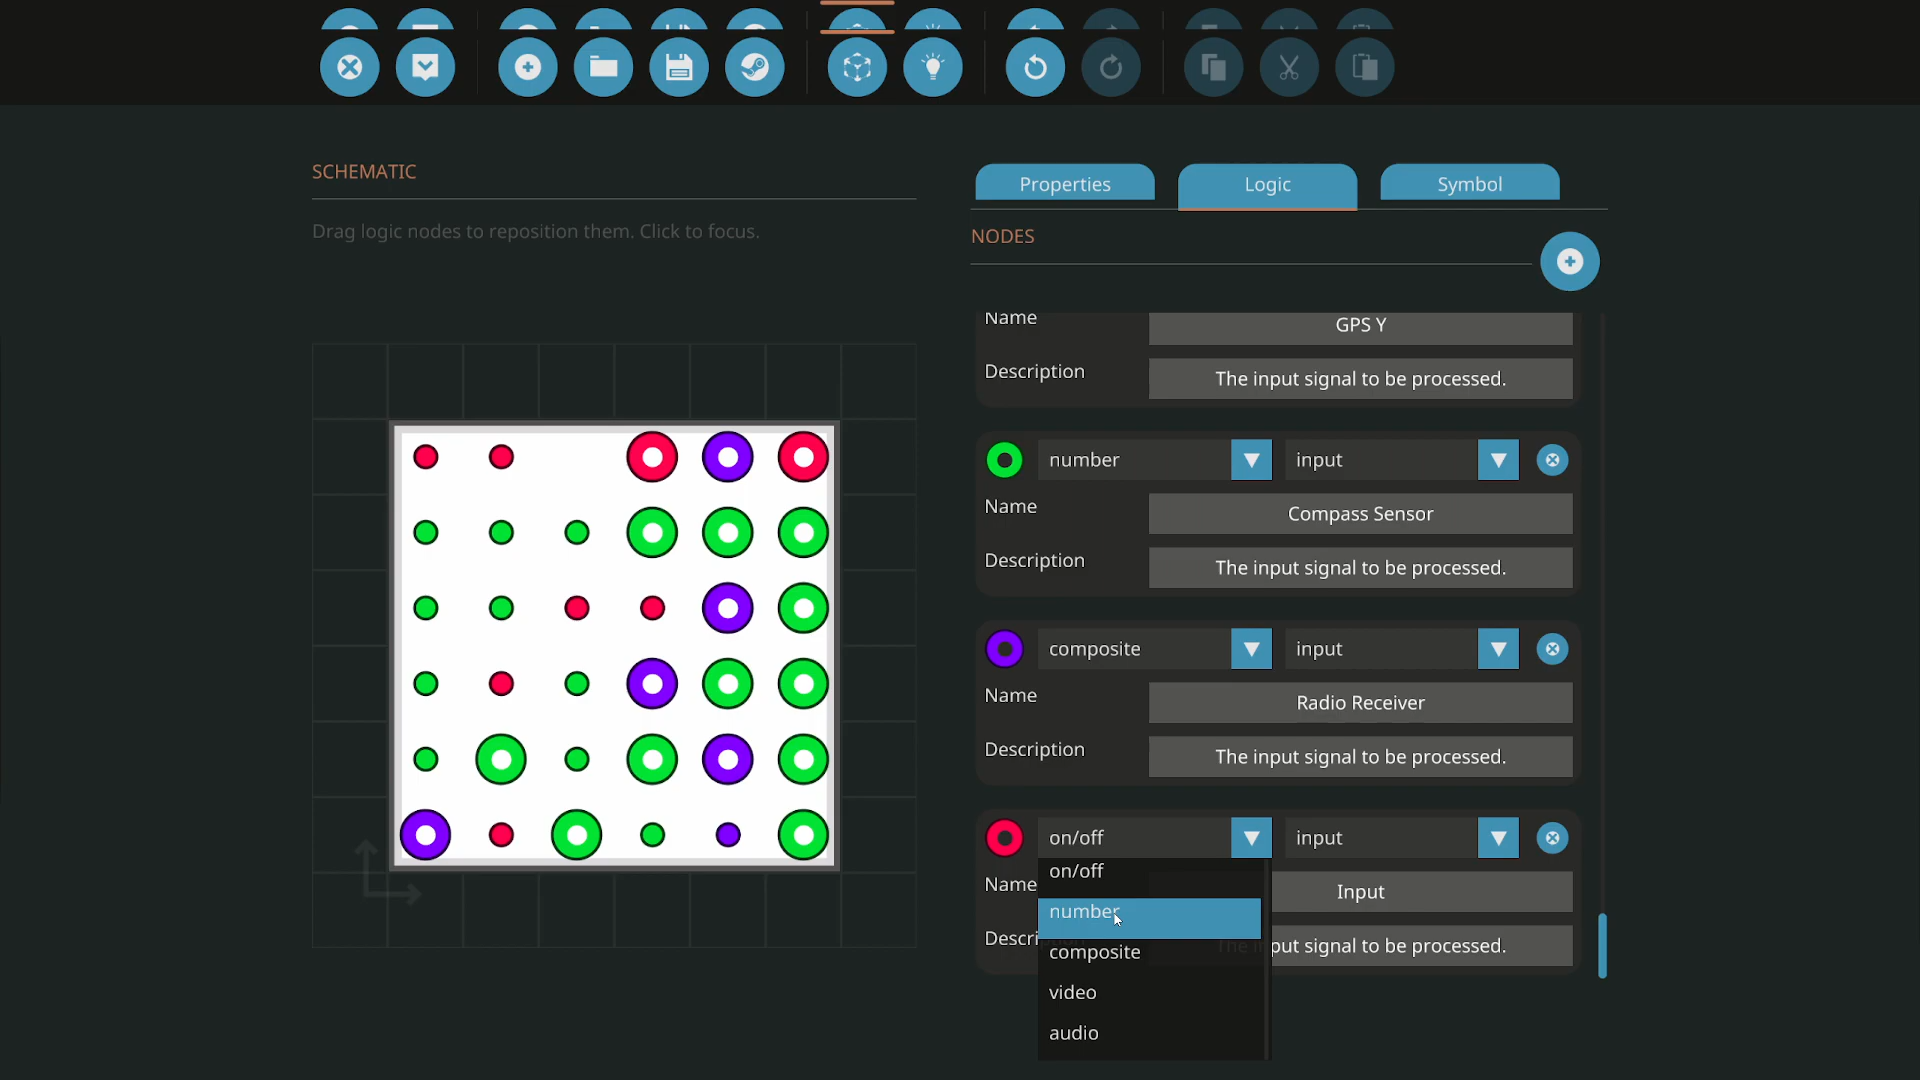 SCHEMATIC
Drag logic nodes to reposition them. Click to focus.
Properties
Logic
Symbol
NODES
Name
GPS Y
Description
The input signal to be processed.
number
input
Name
Compass Sensor
Description
The input signal to be processed.
composite
input
Name
Radio Receiver
Description
The input signal to be processed.
on/off
input
on/off
Name
Input
number
Descri
The input signal to be processed.
composite
video
audio